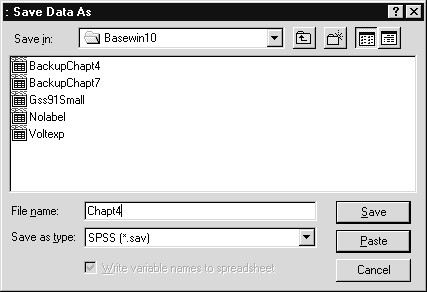 : Save Data As
Save in: Basewin10
BackupChapt4
BackupChapt7
Gss91Small
Nolabel
Voltexp
File name: Chapt4 Save
Save as type: SPSS (*.sav) Paste
Write variable names to spreadsheet Cancel